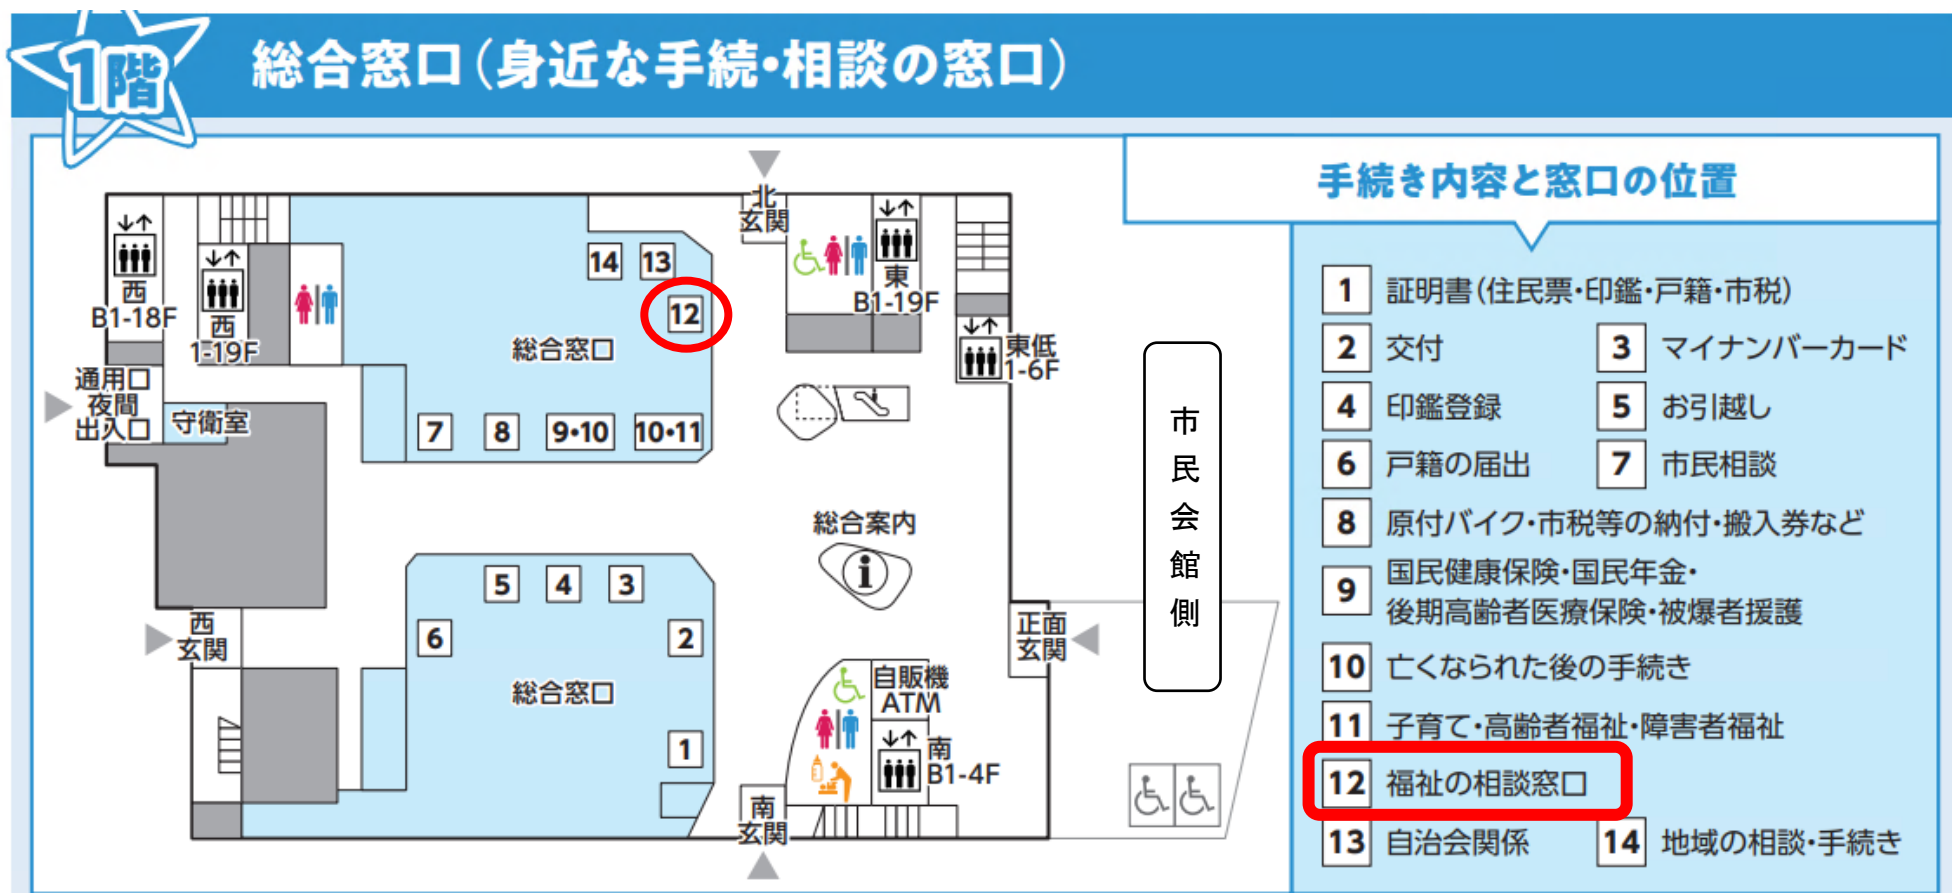 1階
総合窓口(身近な手続・相談の窓口)
北
玄関
西
B1-18F
西
1-19F
東
B1-19F
東低
1-6F
14
13
12
総合窓口
通用口
夜間
出入口
守衛室
7
8
9・10
10・11
総合案内
i
5
4
3
6
2
総合窓口
1
西
玄関
正面
玄関
自販機
ATM
南
B1-4F
南
玄関
市民会館側
手続き内容と窓口の位置
1 証明書(住民票・印鑑・戸籍・市税)
2 交付 3 マイナンバーカード
4 印鑑登録 5 お引越し
6 戸籍の届出 7 市民相談
8 原付バイク・市税等の納付・搬入券など
9 国民健康保険・国民年金・
後期高齢者医療保険・被爆者援護
10 亡くなられた後の手続き
11 子育て・高齢者福祉・障害者福祉
12 福祉の相談窓口
13 自治会関係 14 地域の相談・手続き